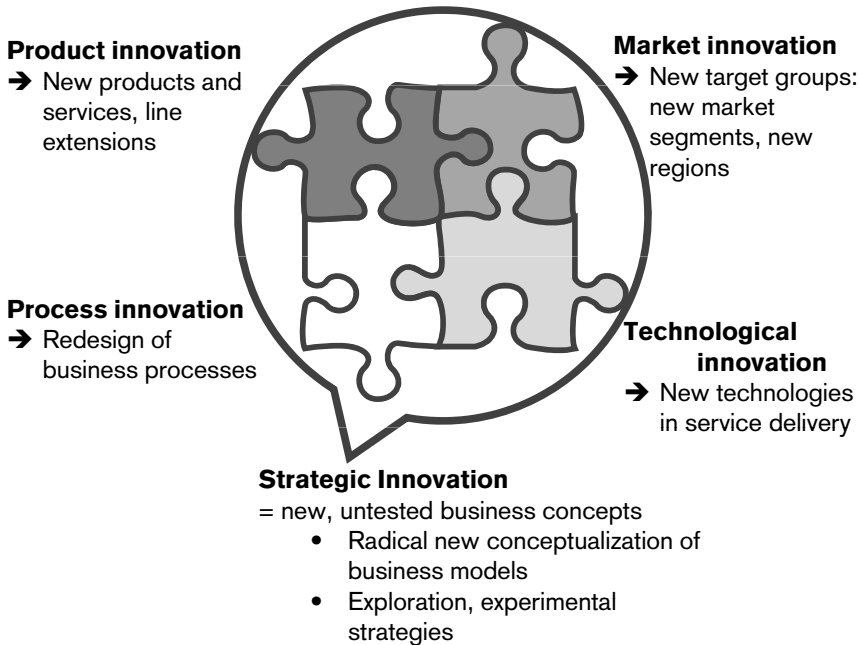 Product innovation
➔ New products and
services, line
extensions
Market innovation
➔ New target groups:
new market
segments, new
regions
Process innovation
➔ Redesign of
business processes
Technological
innovation
➔ New technologies
in service delivery
Strategic Innovation
= new, untested business concepts
• Radical new conceptualization of
business models
• Exploration, experimental
strategies